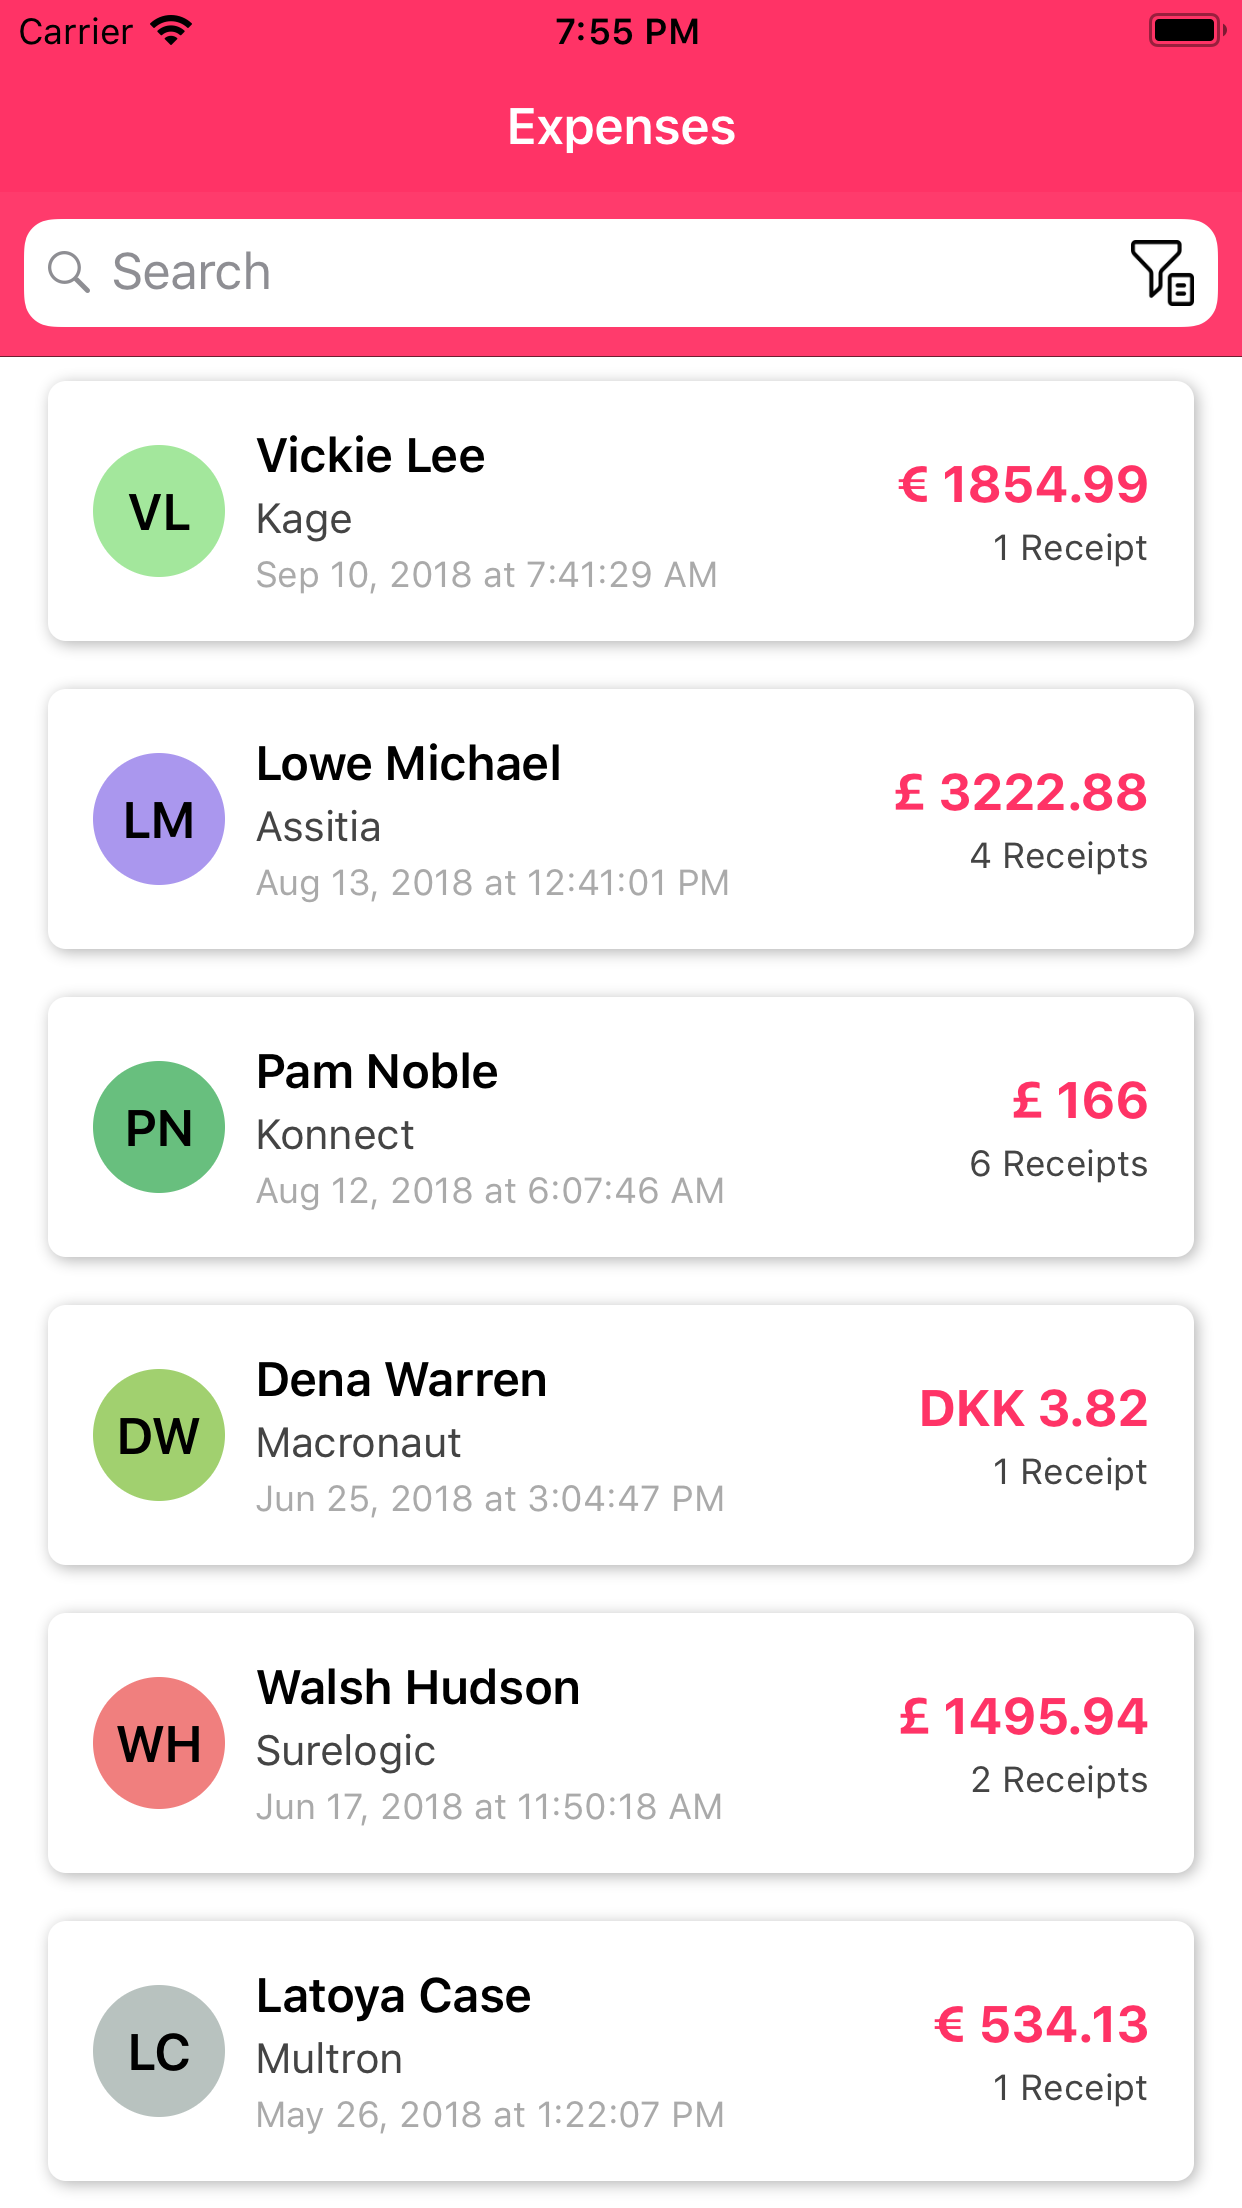 Carrier 7:55 PM
Expenses
Search
VL
Vickie Lee
Kage
Sep 10, 2018 at 7:41:29 AM
€ 1854.99
1 Receipt
LM
Lowe Michael
Assitia
Aug 13, 2018 at 12:41:01 PM
£ 3222.88
4 Receipts
PN
Pam Noble
Konnect
Aug 12, 2018 at 6:07:46 AM
£ 166
6 Receipts
DW
Dena Warren
Macronaut
Jun 25, 2018 at 3:04:47 PM
DKK 3.82
1 Receipt
WH
Walsh Hudson
Surelogic
Jun 17, 2018 at 11:50:18 AM
£ 1495.94
2 Receipts
LC
Latoya Case
Multron
May 26, 2018 at 1:22:07 PM
€ 534.13
1 Receipt